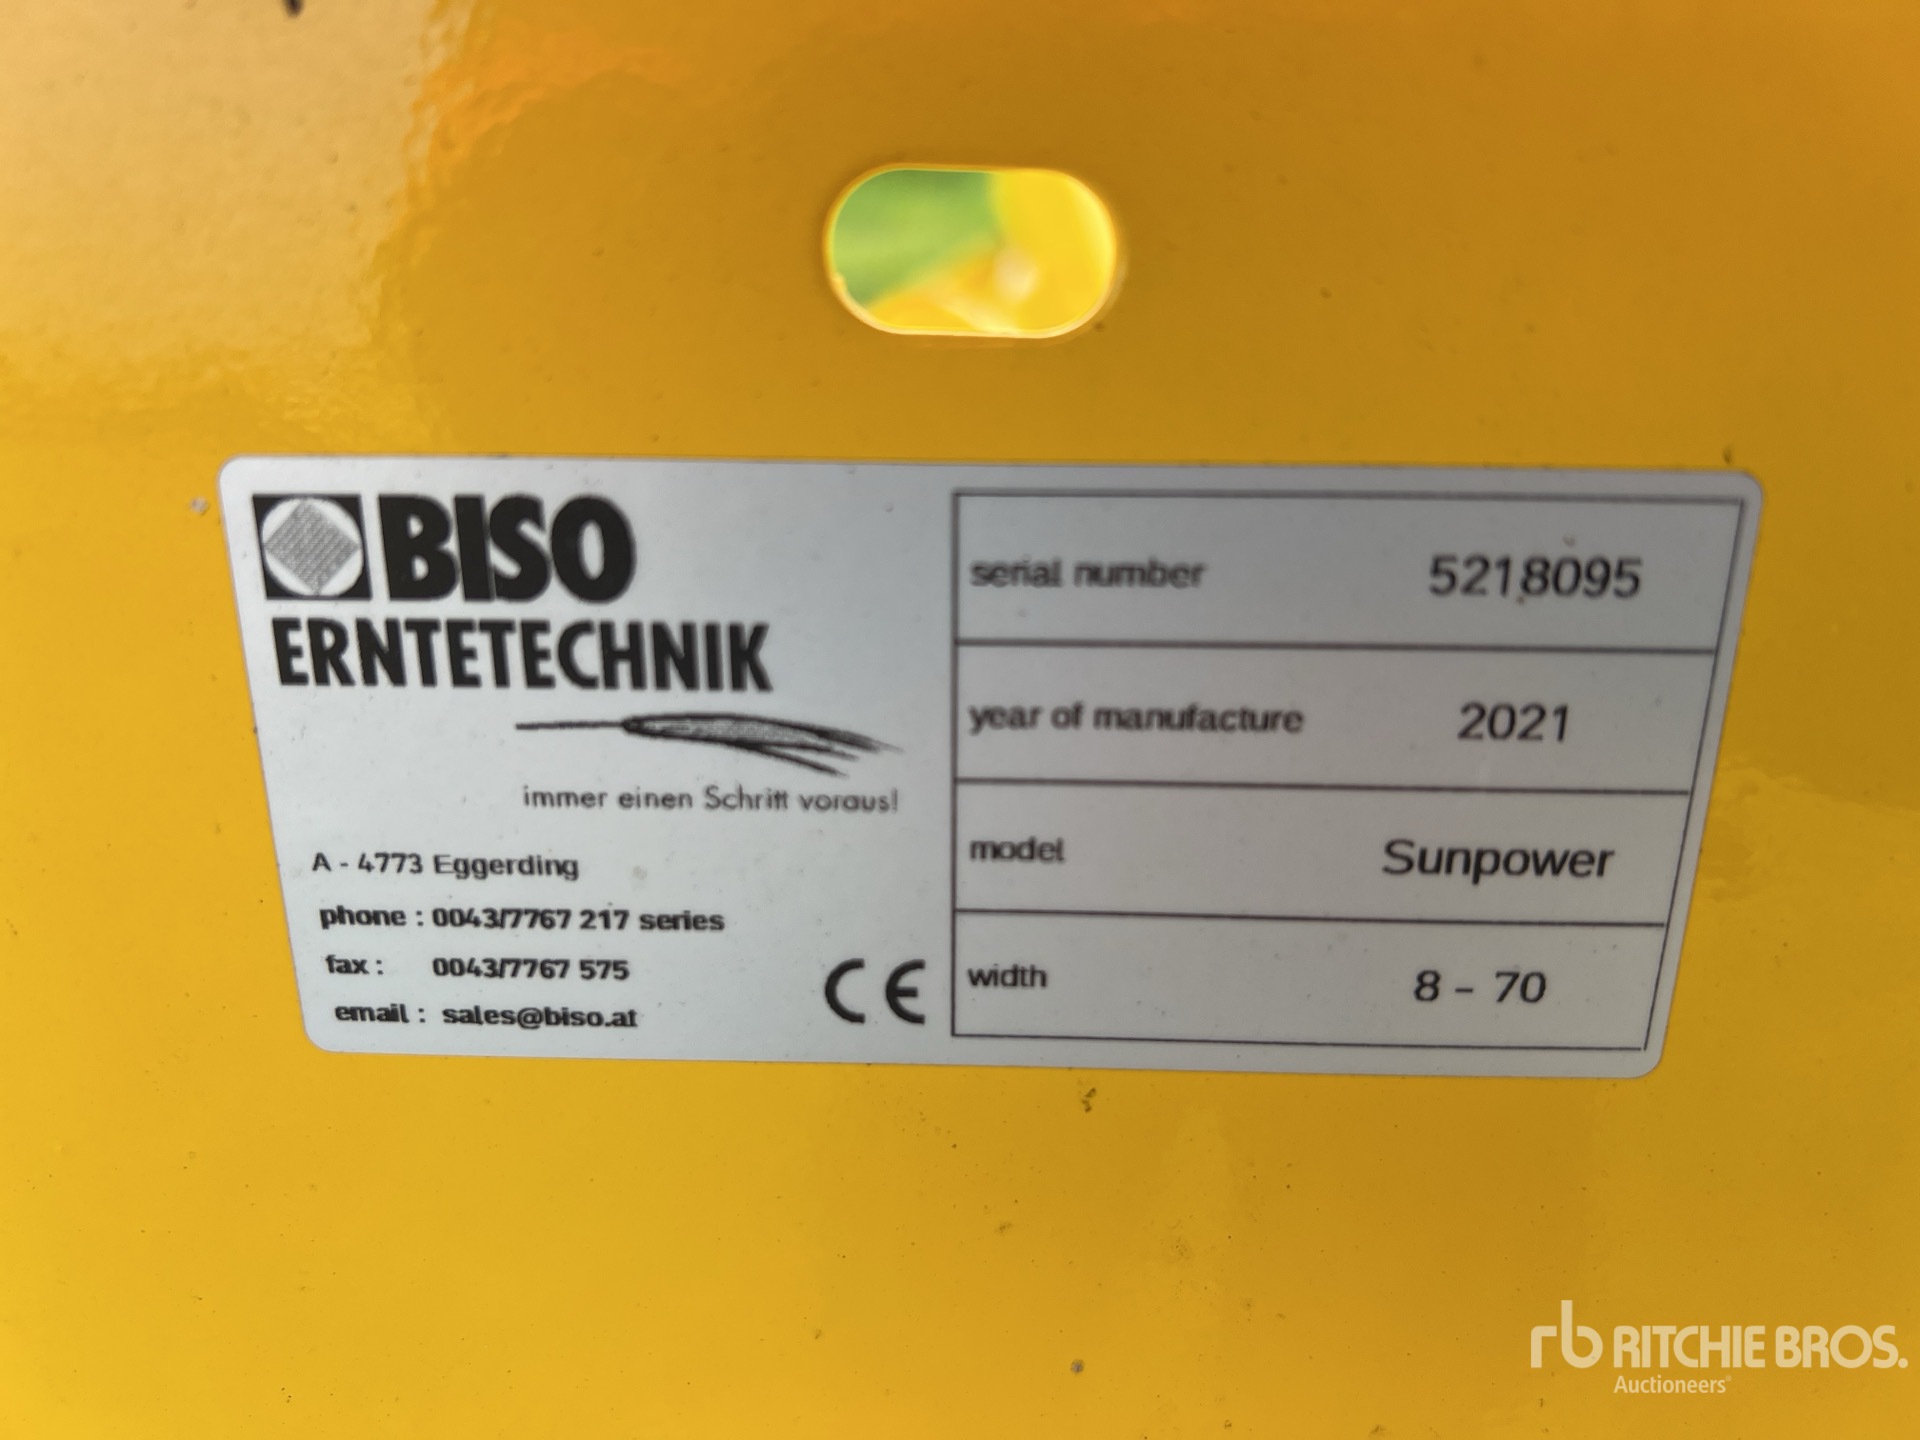 BISO
ERNTETECHNIK
immer einen Schritt voraus!
A - 4773 Eggerding
phone : 0043/7767 217 series
fax : 0043/7767 575
email : sales@biso.at
CE
serial number 5218095
year of manufacture 2021
model Sunpower
width 8 - 70
rb RITCHIE BROS.
Auctioneers